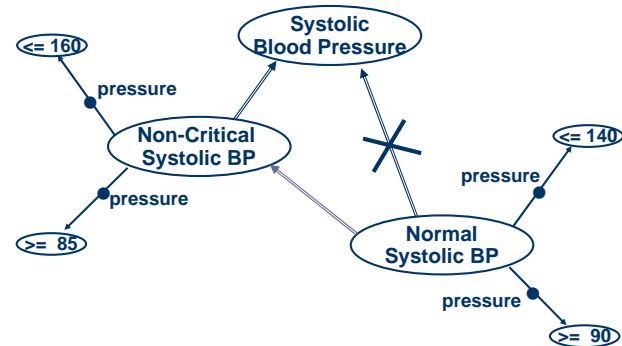 Systolic
Blood Pressure
<= 160
pressure
Non-Critical
Systolic BP
<= 140
pressure
pressure
>= 85
Normal
Systolic BP
pressure
>= 90